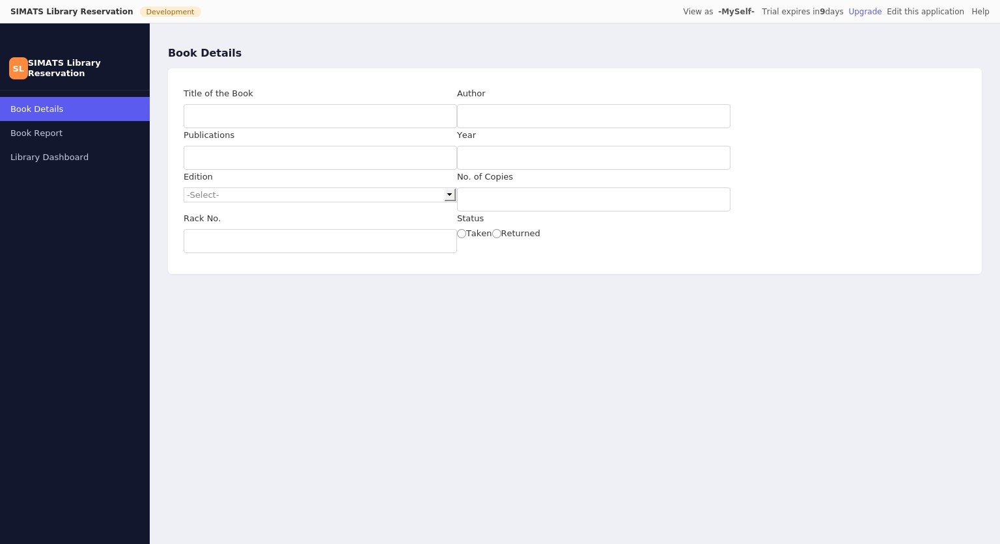 SIMATS Library Reservation Development View as -MySelf- Trial expires in9days Upgrade Edit this application Help
SL
SIMATS Library
Reservation
Book Details
Book Report
Library Dashboard
Book Details
Title of the Book Author
Publications Year
Edition No. of Copies
-Select-
Rack No. Status
Taken Returned